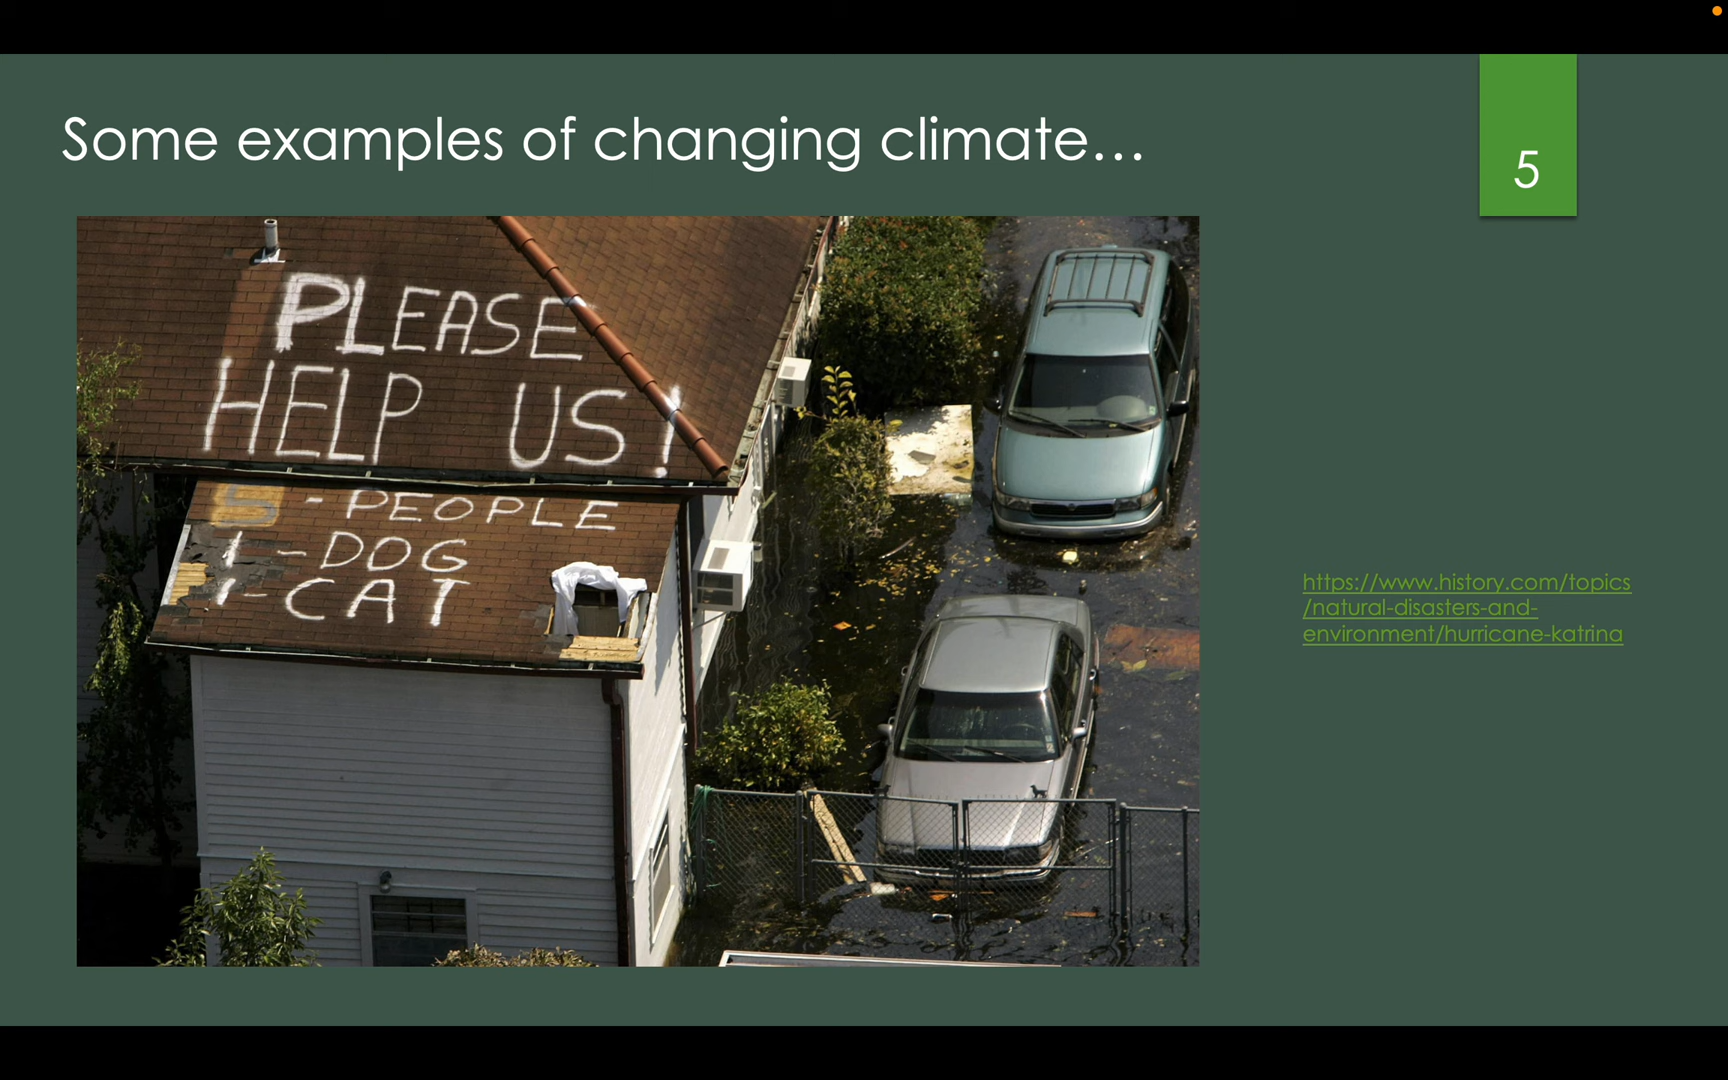 Some examples of changing climate...
5
PLEASE
HELP US!
5 - PEOPLE
1 - DOG
1 - CAT
https://www.history.com/topics
/natural-disasters-and-
environment/hurricane-katrina